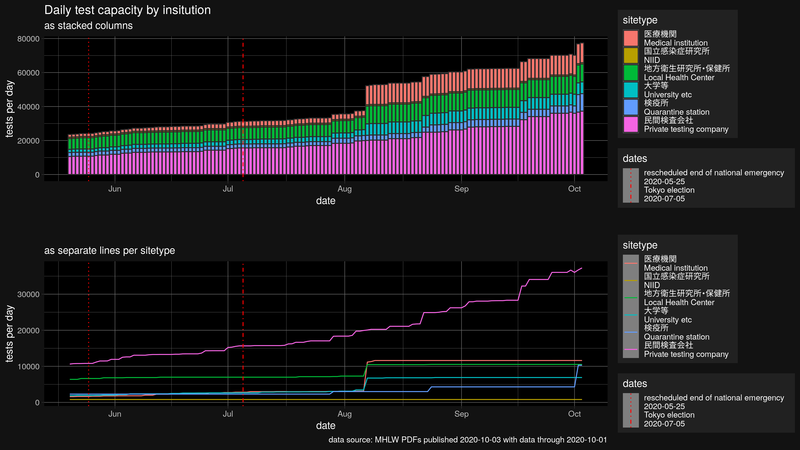 Daily test capacity by insitution
as stacked columns
80000
60000
40000
20000
0
tests per day
Jun
Jul
Aug
Sep
Oct
date
sitetype
医療機関
Medical institution
国立感染症研究所
NIID
地方衛生研究所・保健所
Local Health Center
大学等
University etc
検疫所
Quarantine station
民間検査会社
Private testing company
dates
rescheduled end of national emergency
2020-05-25
Tokyo election
2020-07-05
as separate lines per sitetype
30000
20000
10000
0
tests per day
Jun
Jul
Aug
Sep
Oct
date
sitetype
医療機関
Medical institution
国立感染症研究所
NIID
地方衛生研究所・保健所
Local Health Center
大学等
University etc
検疫所
Quarantine station
民間検査会社
Private testing company
dates
rescheduled end of national emergency
2020-05-25
Tokyo election
2020-07-05
data source: MHLW PDFs published 2020-10-03 with data through 2020-10-01